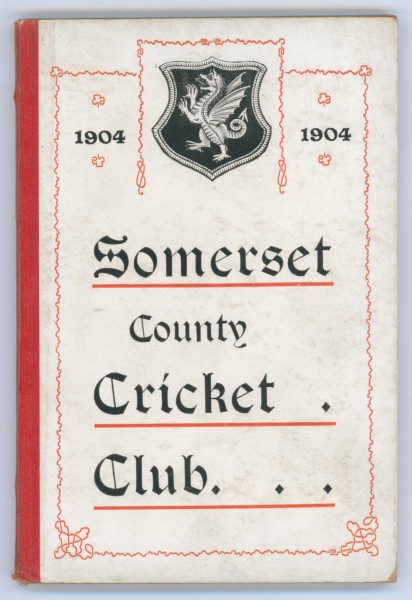 1904 1904
Somerset
County
Cricket .
Club. . .